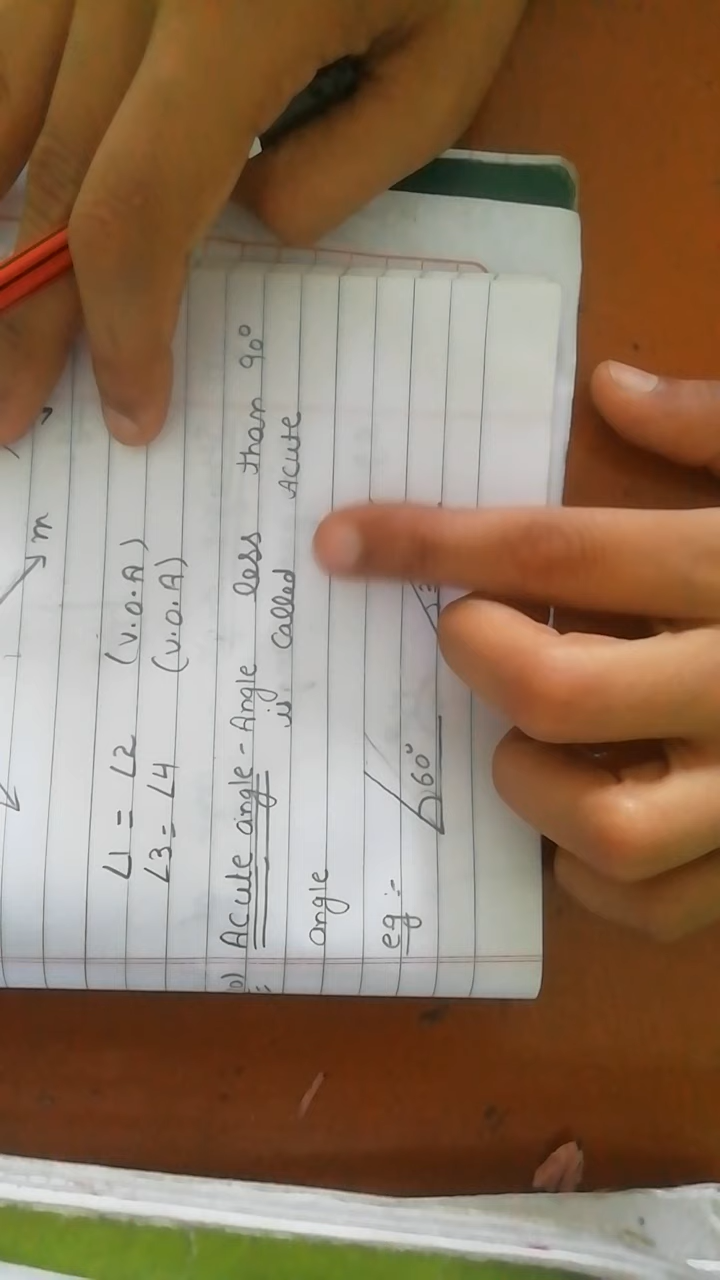 m
∠1 = ∠2 (V.O.A)
∠3 = ∠4 (V.O.A)
Acute angle - Angle less than 90°
is called Acute
angle
eg :-
60°